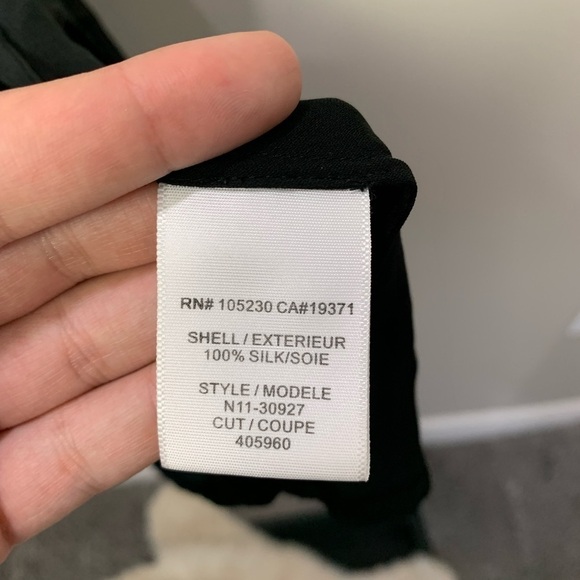 RN# 105230 CA#19371
SHELL / EXTERIEUR
100% SILK/SOIE
STYLE / MODELE
N11-30927
CUT / COUPE
405960